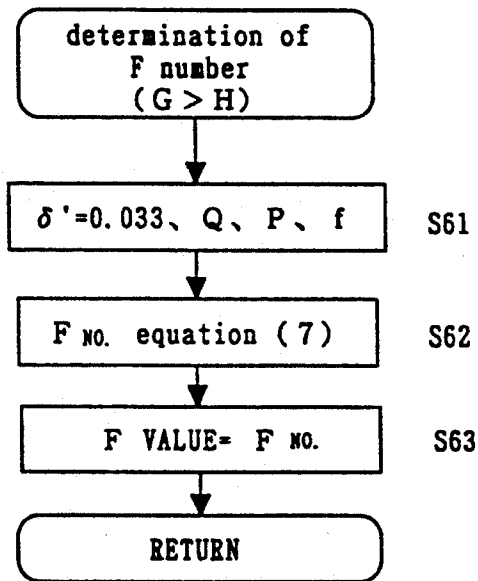 determination of
F number
(G > H)
δ'=0.033、Q、P、f
S61
F NO. equation (7)
S62
F VALUE= F NO.
S63
RETURN